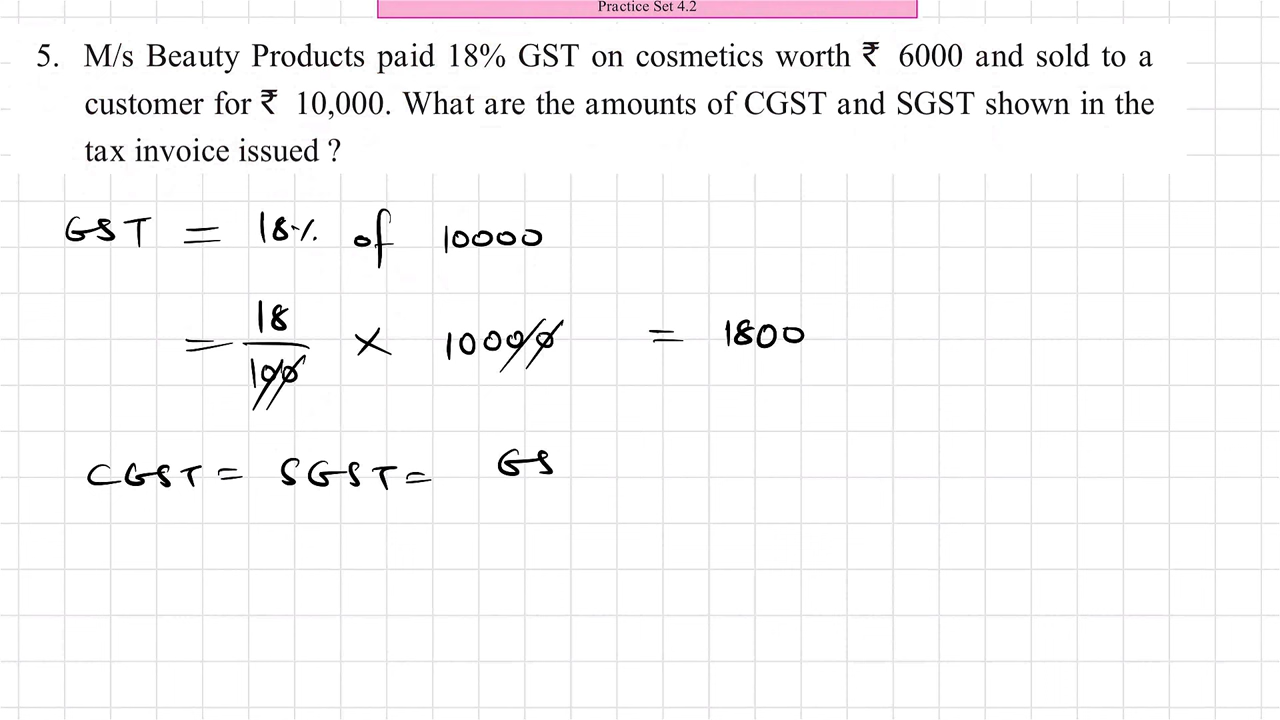 Practice Set 4.2
5. M/s Beauty Products paid 18% GST on cosmetics worth ₹ 6000 and sold to a
customer for ₹ 10,000. What are the amounts of CGST and SGST shown in the
tax invoice issued ?
GST = 18% of 10000
= 18/100 × 10000 = 1800
CGST = SGST = GS